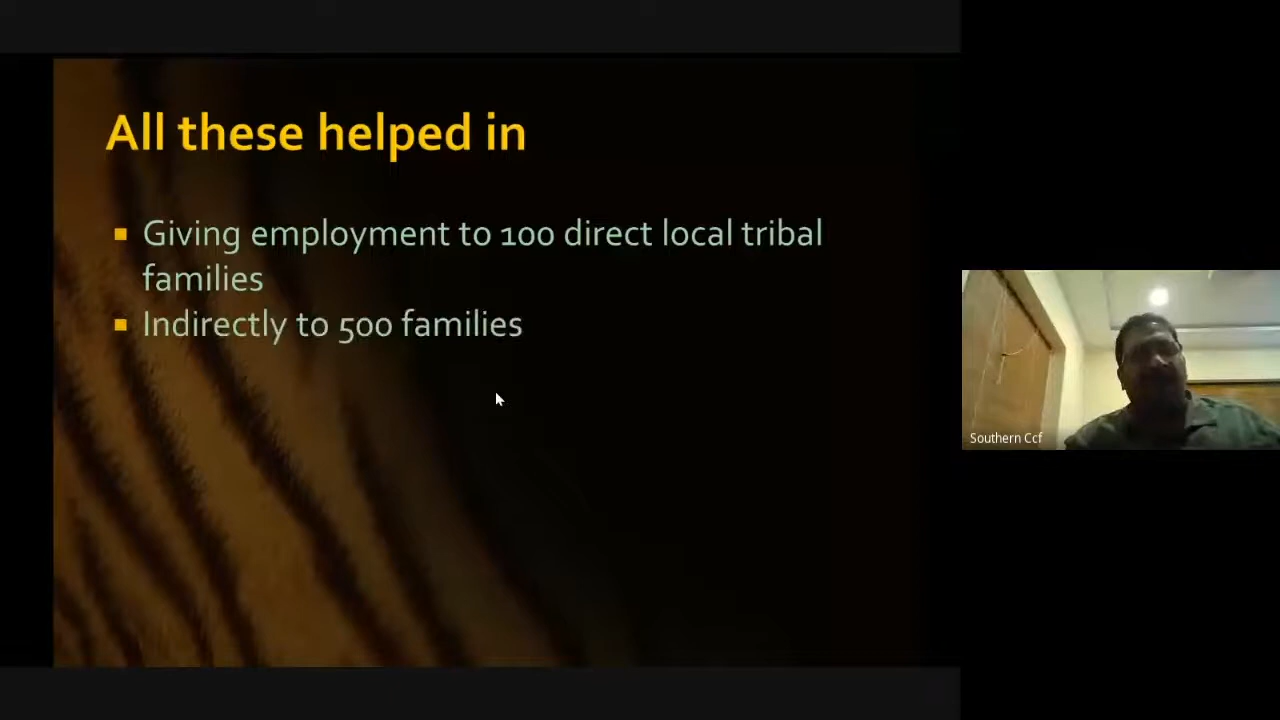 All these helped in
Giving employment to 100 direct local tribal
families
Indirectly to 500 families
Southern Ccf